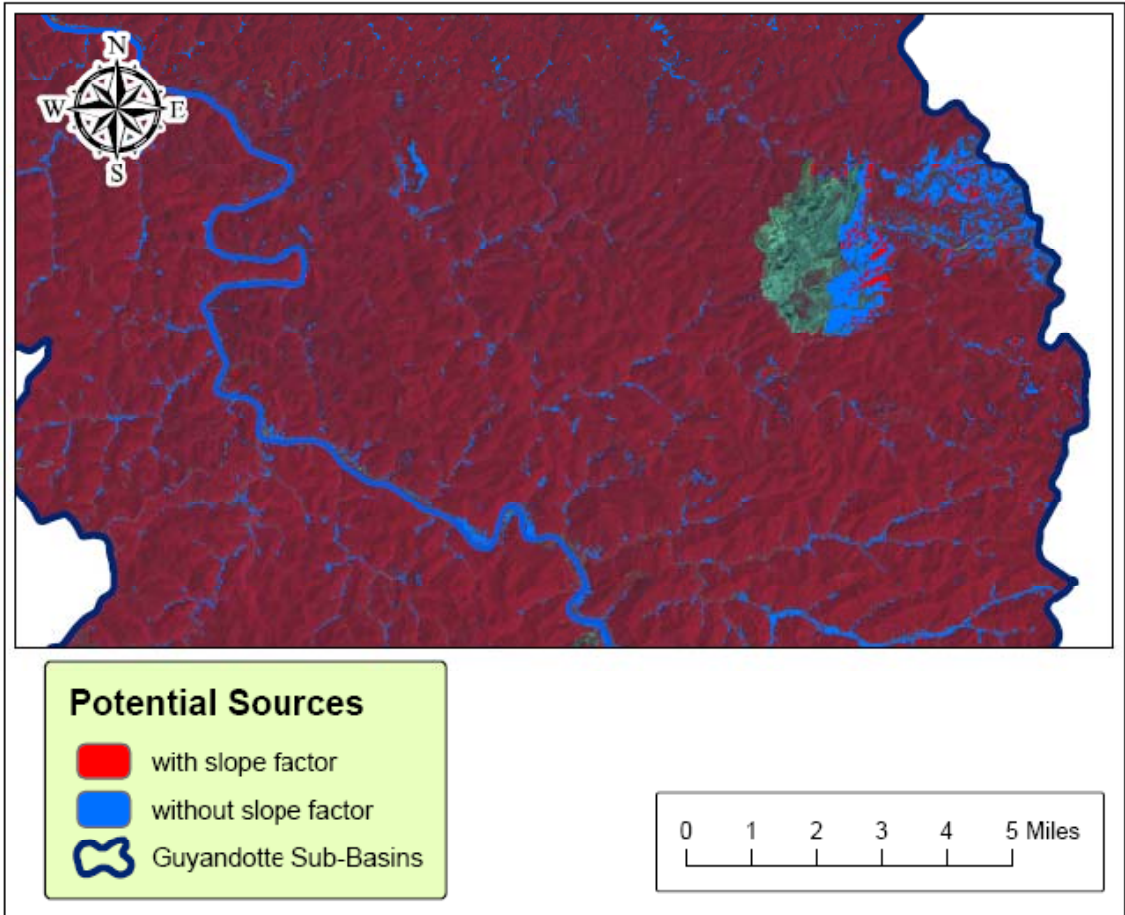 N
W E
S
Potential Sources
with slope factor
without slope factor
Guyandotte Sub-Basins
0 1 2 3 4 5 Miles